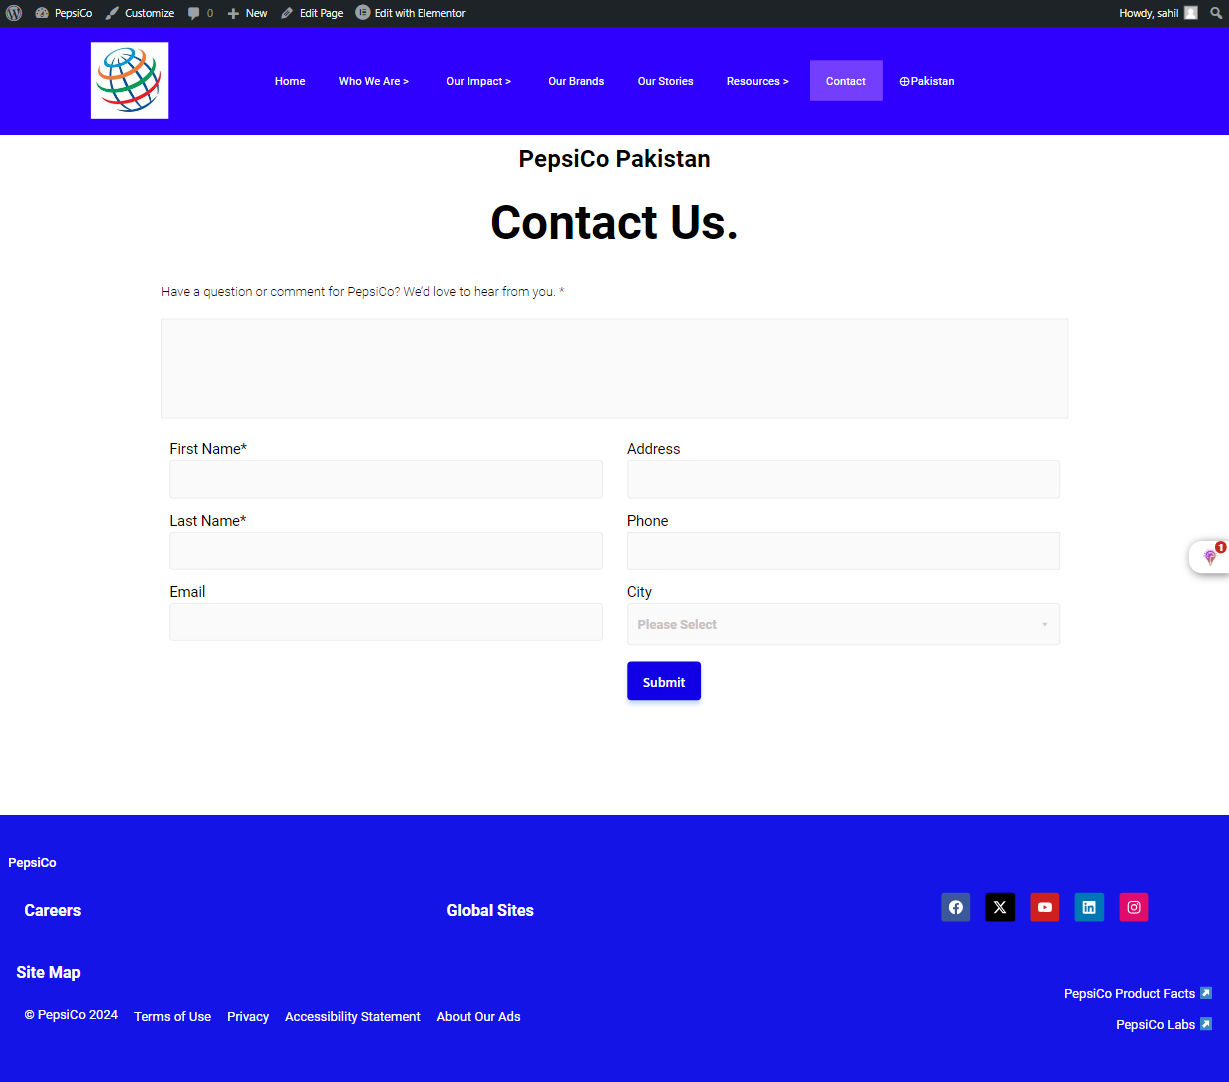 PepsiCo Customize 0 New Edit Page Edit with Elementor Howdy, sahil
Home Who We Are > Our Impact > Our Brands Our Stories Resources > Contact Pakistan
PepsiCo Pakistan
Contact Us.
Have a question or comment for PepsiCo? We'd love to hear from you. *
First Name* Address
Last Name* Phone
1
Email City
Please Select
Submit
PepsiCo
Careers Global Sites
Site Map
PepsiCo Product Facts
© PepsiCo 2024 Terms of Use Privacy Accessibility Statement About Our Ads
PepsiCo Labs